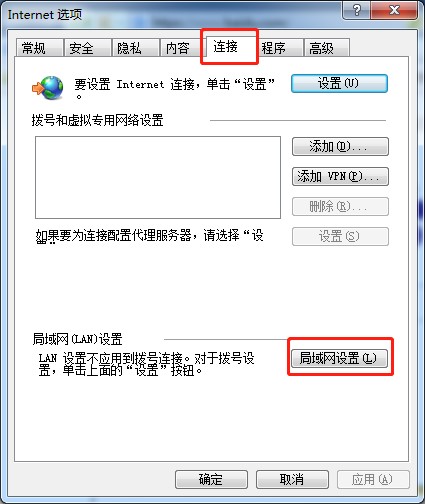 Internet 选项
常规 安全 隐私 内容 连接 程序 高级
要设置 Internet 连接，单击“设置”
。
设置(U)
拨号和虚拟专用网络设置
添加(D)...
添加 VPN(P)...
删除(R)...
如果要为连接配置代理服务器，请选择“设
设置(S)
局域网(LAN)设置
LAN 设置不应用到拨号连接。对于拨号设
置，单击上面的“设置”按钮。
局域网设置(L)
确定 取消 应用(A)